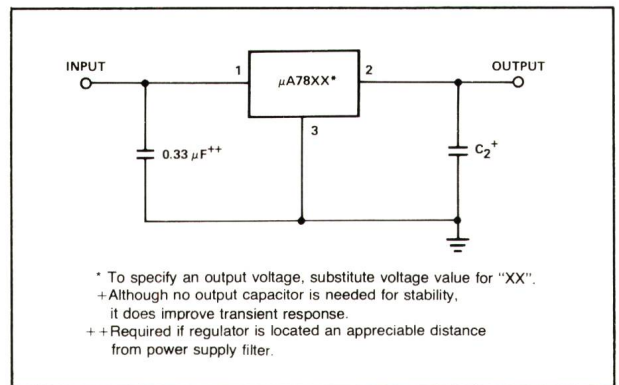 INPUT
OUTPUT
1
μA78XX*
2
3
0.33 μF++
C2+
* To specify an output voltage, substitute voltage value for "XX".
+Although no output capacitor is needed for stability,
it does improve transient response.
++Required if regulator is located an appreciable distance
from power supply filter.